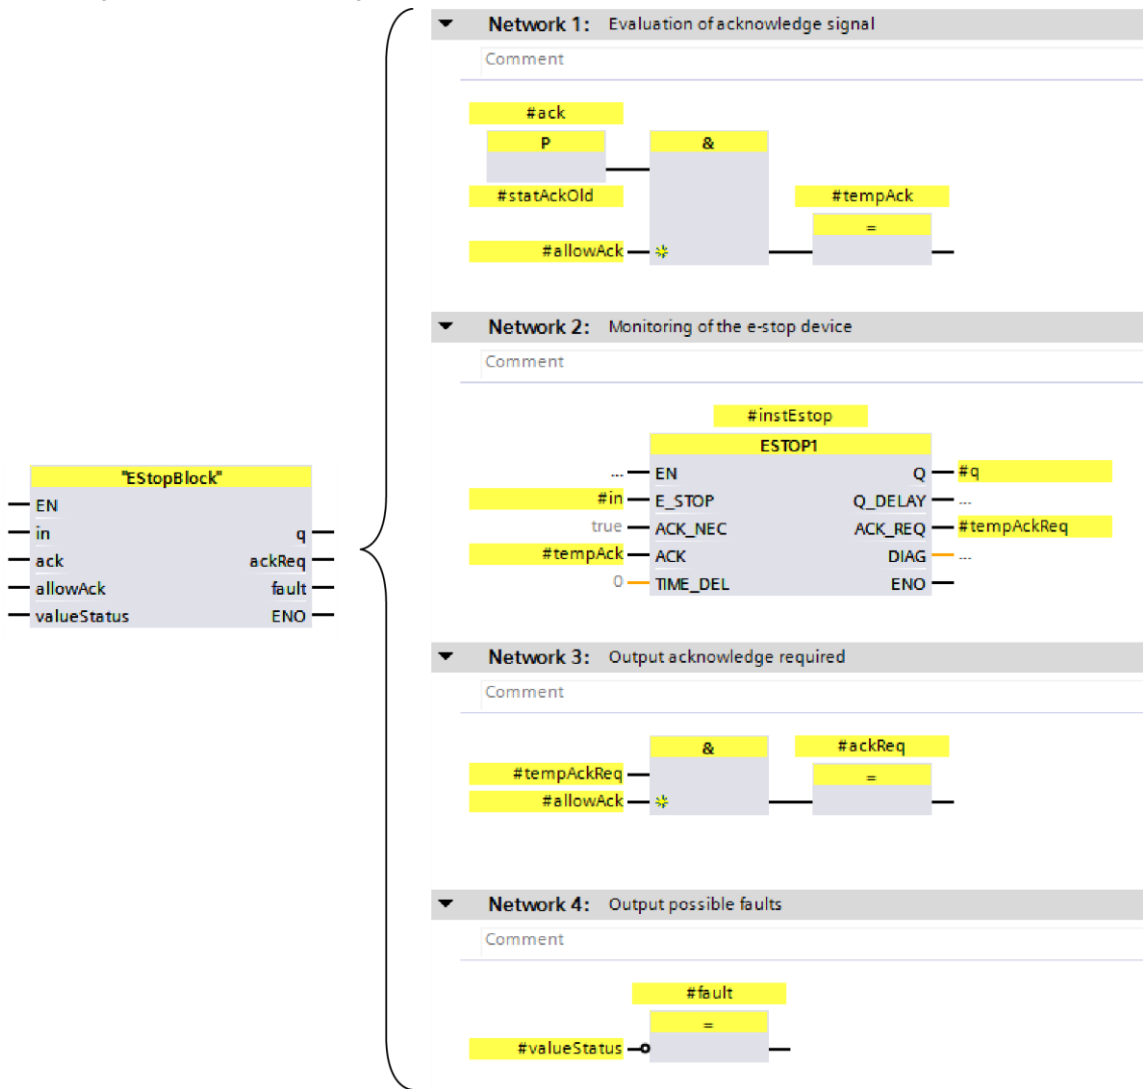 "EStopBlock"
EN
in q
ack ackReq
allowAck fault
valueStatus ENO
Network 1: Evaluation of acknowledge signal
Comment
#ack
P &
#statAckOld #tempAck
=
#allowAck
Network 2: Monitoring of the e-stop device
Comment
#instEstop
ESTOP1
... EN Q #q
#in E_STOP Q_DELAY ...
true ACK_NEC ACK_REQ #tempAckReq
#tempAck ACK DIAG ...
0 TIME_DEL ENO
Network 3: Output acknowledge required
Comment
& #ackReq
#tempAckReq =
#allowAck
Network 4: Output possible faults
Comment
#fault
=
#valueStatus